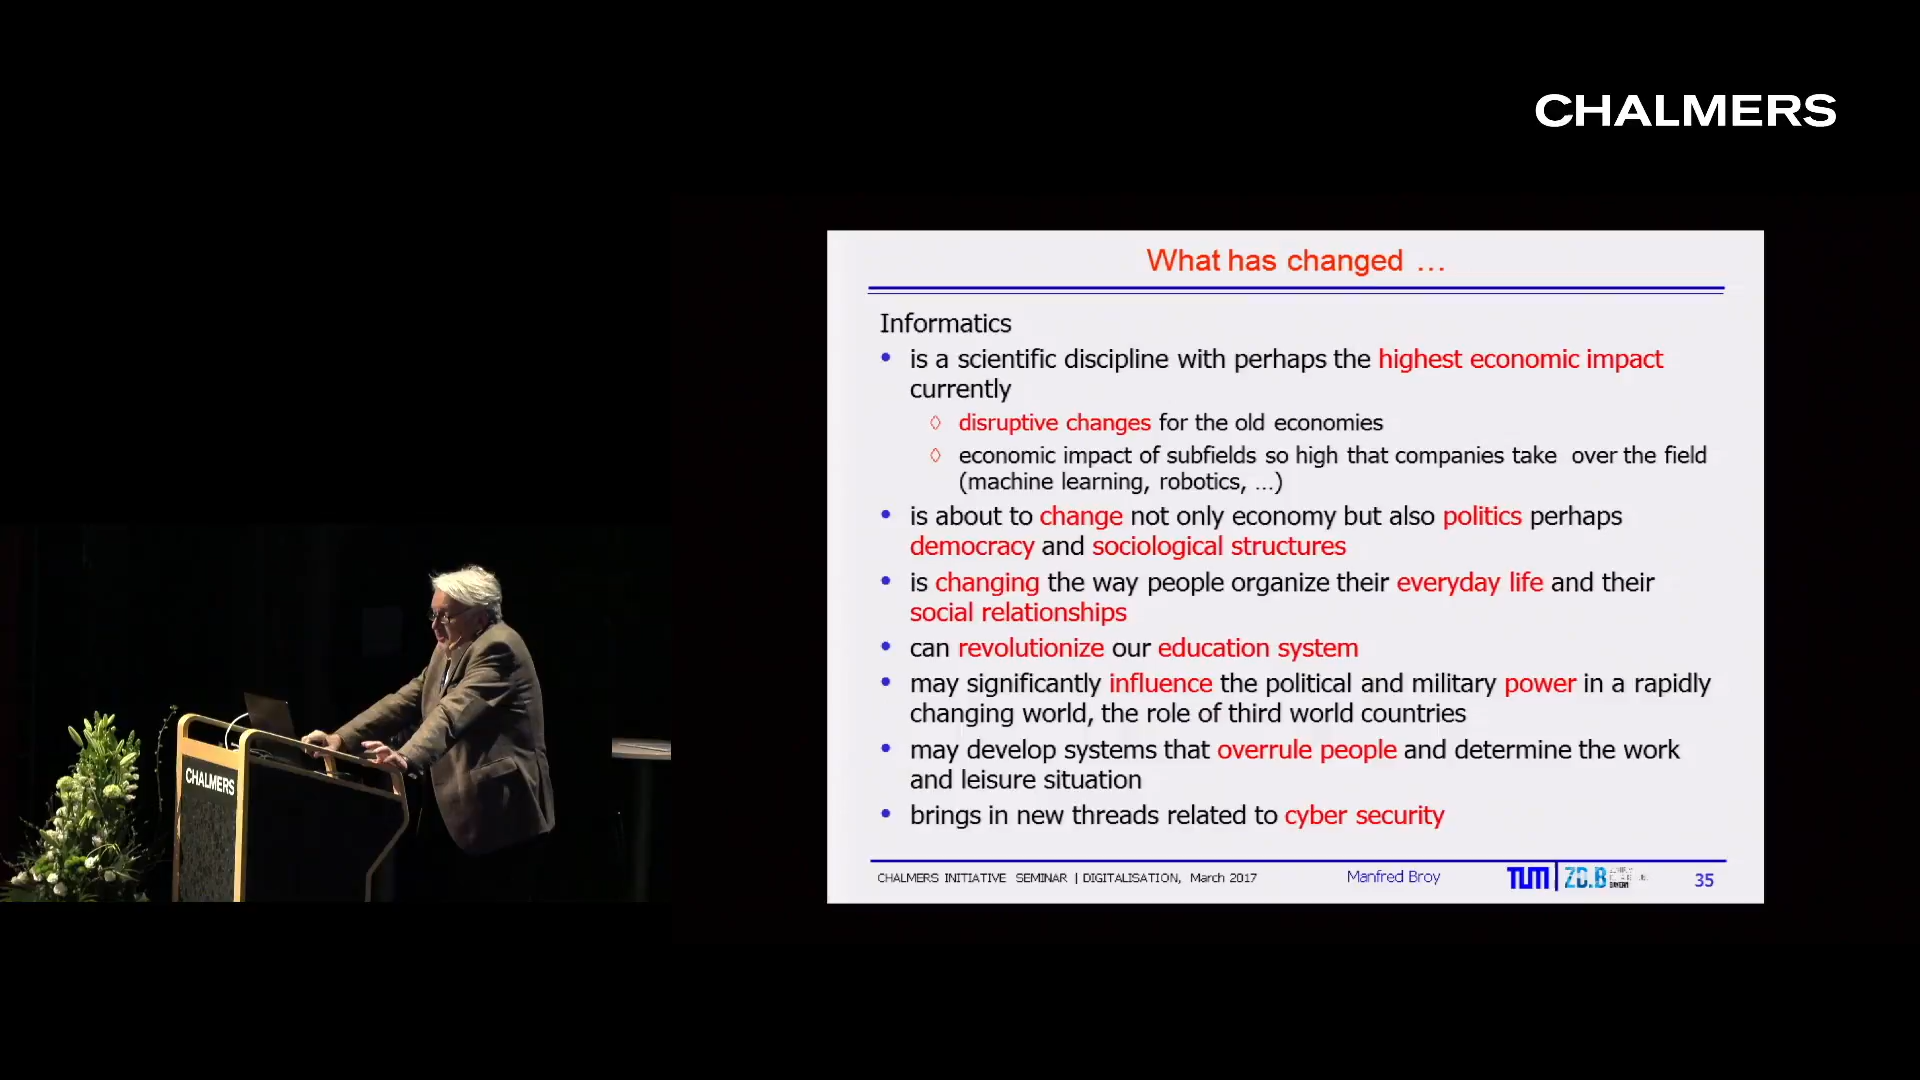 CHALMERS
What has changed ...
Informatics
• is a scientific discipline with perhaps the highest economic impact
currently
◊ disruptive changes for the old economies
◊ economic impact of subfields so high that companies take over the field
(machine learning, robotics, ...)
• is about to change not only economy but also politics perhaps
democracy and sociological structures
• is changing the way people organize their everyday life and their
social relationships
• can revolutionize our education system
• may significantly influence the political and military power in a rapidly
changing world, the role of third world countries
• may develop systems that overrule people and determine the work
and leisure situation
• brings in new threads related to cyber security
CHALMERS INITIATIVE SEMINAR | DIGITALISATION, March 2017
Manfred Broy
TUM
ZD.B
35
CHALMERS